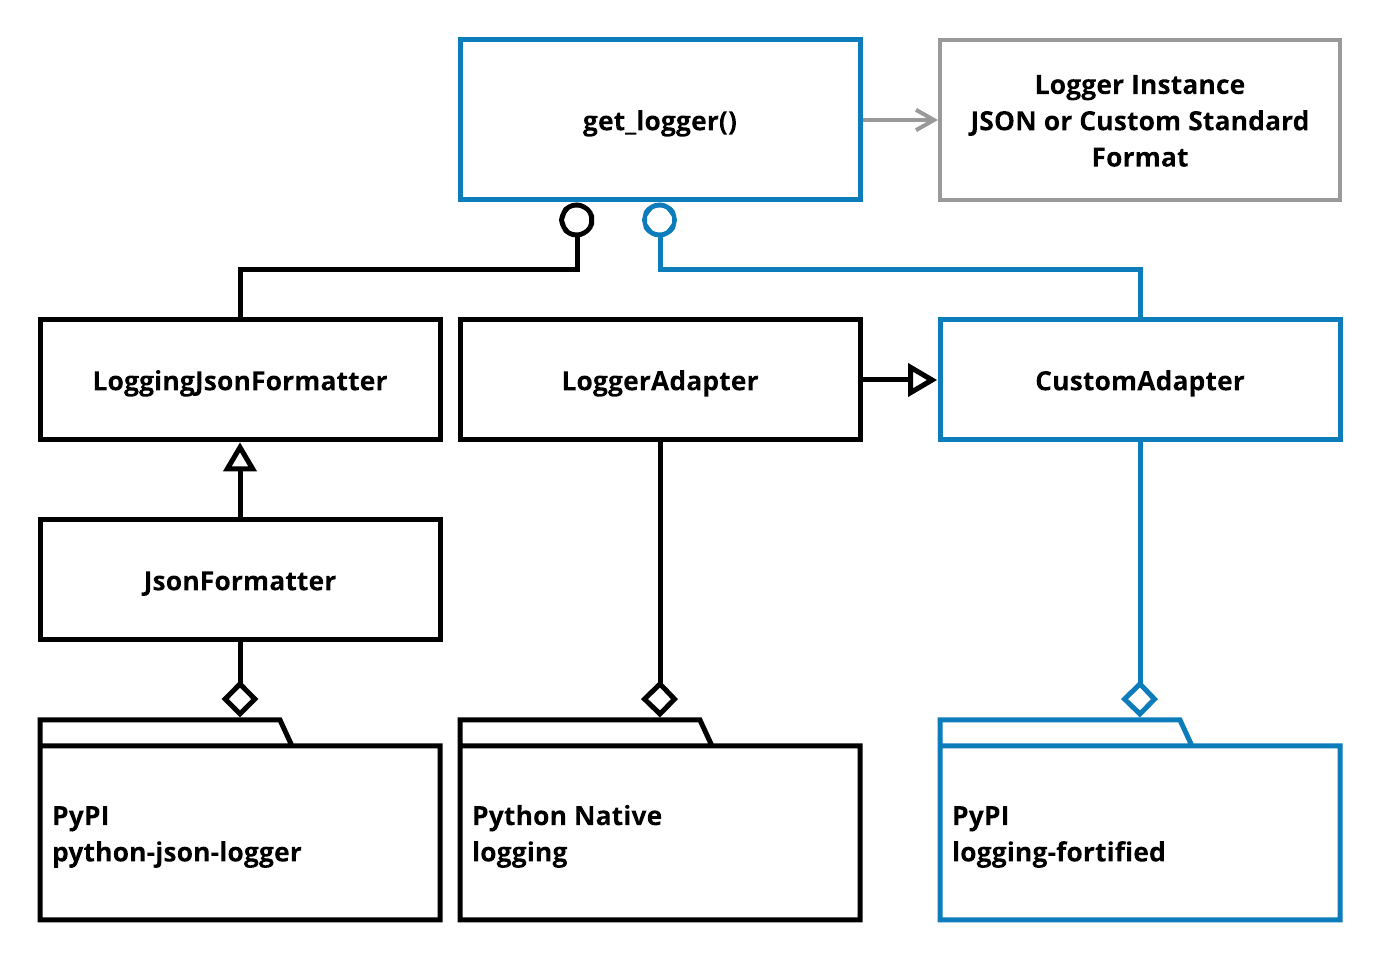 get_logger()
Logger Instance
JSON or Custom Standard
Format
LoggingJsonFormatter
LoggerAdapter
CustomAdapter
JsonFormatter
PyPI
python-json-logger
Python Native
logging
PyPI
logging-fortified